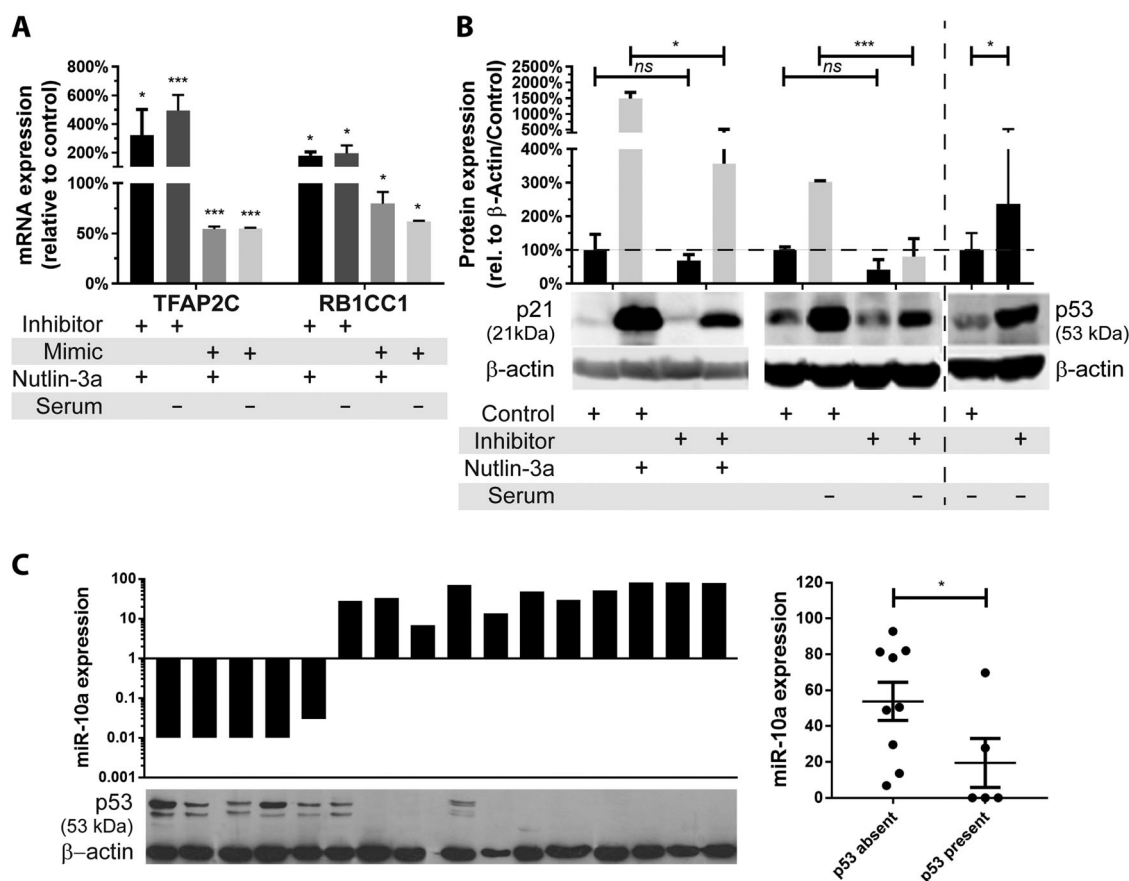 A
mRNA expression
(relative to control)
800%
600%
400%
200%
100%
50%
0%
* *** *** *** * * * *
TFAP2C RB1CC1
Inhibitor + + + +
Mimic + + + +
Nutlin-3a + + + +
Serum − − − −
B
Protein expression
(rel. to β-Actin/Control)
2500%
2000%
1500%
1000%
500%
400%
300%
200%
100%
0%
* *** *
ns ns
p21
(21kDa)
p53
(53 kDa)
β-actin β-actin
Control + + + + +
Inhibitor + + + + +
Nutlin-3a + +
Serum − − − −
C
miR-10a expression
100
10
1
0.1
0.01
0.001
p53
(53 kDa)
β−actin
miR-10a expression
120
100
80
60
40
20
0
*
p53 absent
p53 present